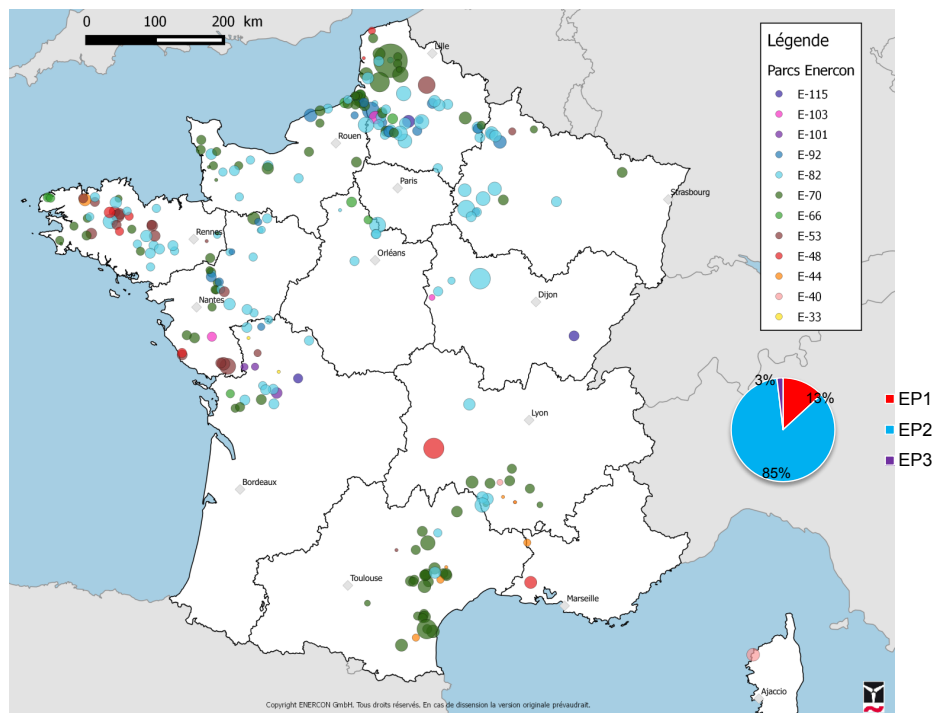 0 100 200 km
Lille
Rouen
Paris
Strasbourg
Rennes
Orléans
Nantes
Dijon
Lyon
Bordeaux
Toulouse
Marseille
Ajaccio
Légende
Parcs Enercon
E-115
E-103
E-101
E-92
E-82
E-70
E-66
E-53
E-48
E-44
E-40
E-33
3%
13%
85%
EP1
EP2
EP3
Copyright ENERCON GmbH. Tous droits réservés. En cas de dissension la version originale prévaudrait.